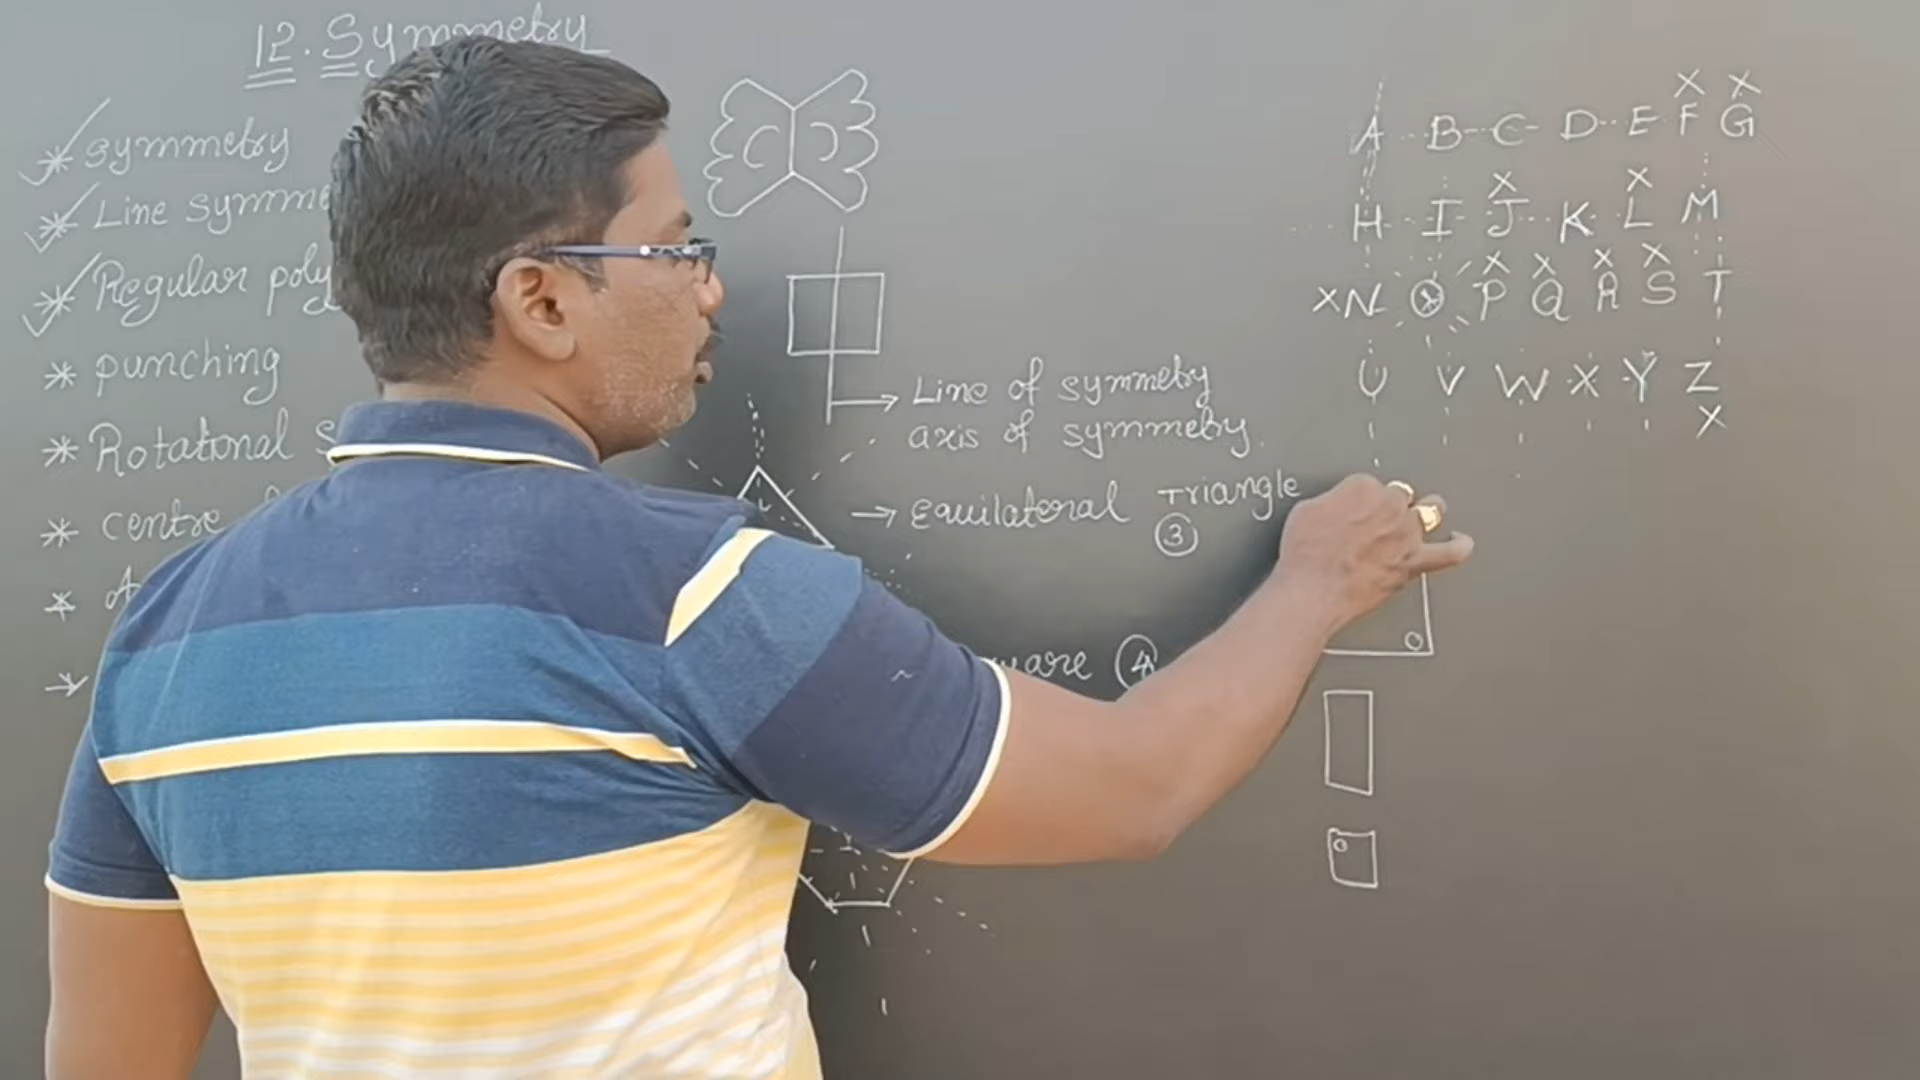 12. Symmetry
* symmetry
* Line symme
* Regular poly
* punching
* Rotational S
* centre
*
Line of symmetry
axis of symmetry.
→ Equilateral Triangle
③
uare ④
X X
A B C D E F G
X X
H I J K L M
X X X X
X N O P Q R S T
U V W X Y Z
X